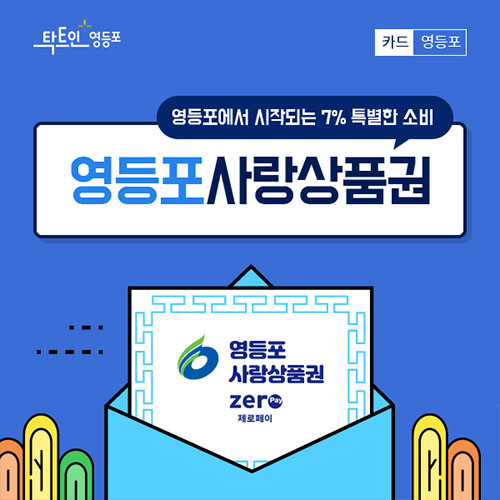 탁트인 영등포
카드 영등포
영등포에서 시작되는 7% 특별한 소비
영등포사랑상품권
영등포
사랑상품권
zero Pay
제로페이